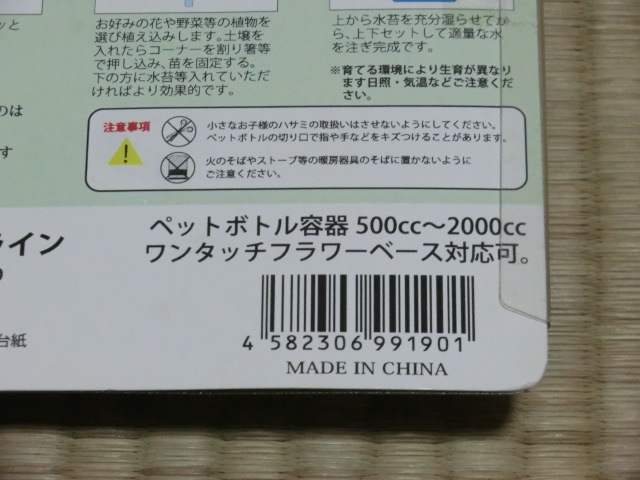 お好みの花や野菜等の植物を
選び植え込みします。土壌を
入れたらコーナーを割り箸等
で押し込み、苗を固定する。
下の方に水苔等入れていただ
ければより効果的です。
上から水苔を充分湿らせてか
ら、上下セットして適量な水
を注ぎ完成です。
※育てる環境により生育が異なり
ます日照・気温などご注意くだ
さい。
のは
す
注意事項
小さなお子様のハサミの取扱いはさせないようにしてください。
ペットボトルの切り口で指や手などをキズつけることがあります。
火のそばやストーブ等の暖房器具のそばに置かないように
ご注意ください。
ライン
ペットボトル容器 500cc〜2000cc
ワンタッチフラワーベース対応可。
台紙
4 582306 991901
MADE IN CHINA